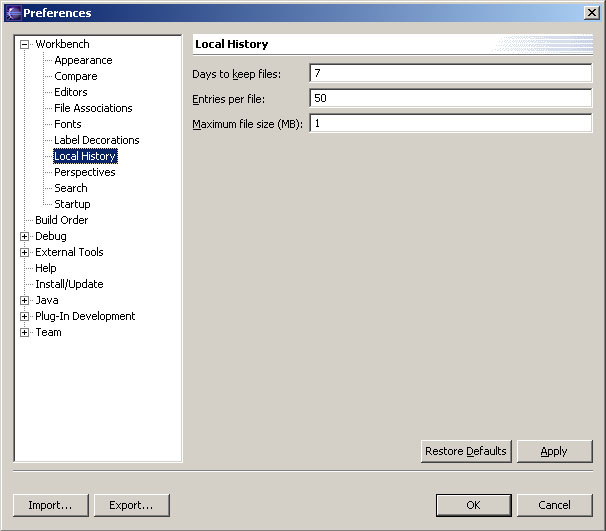 Preferences
Workbench
Appearance
Compare
Editors
File Associations
Fonts
Label Decorations
Local History
Perspectives
Search
Startup
Build Order
Debug
External Tools
Help
Install/Update
Java
Plug-In Development
Team
Local History
Days to keep files: 7
Entries per file: 50
Maximum file size (MB): 1
Restore Defaults Apply
Import... Export... OK Cancel